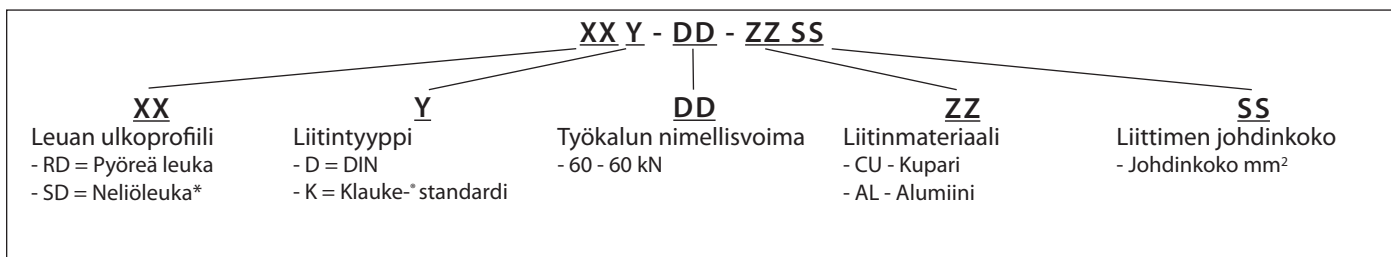 XX Y - DD - ZZ SS
XX Y DD ZZ SS
Leuan ulkoprofiili Liitintyyppi Työkalun nimellisvoima Liitinmateriaali Liittimen johdinkoko
- RD = Pyöreä leuka - D = DIN - 60 - 60 kN - CU - Kupari - Johdinkoko mm²
- SD = Neliöleuka* - K = Klauke-® standardi - AL - Alumiini